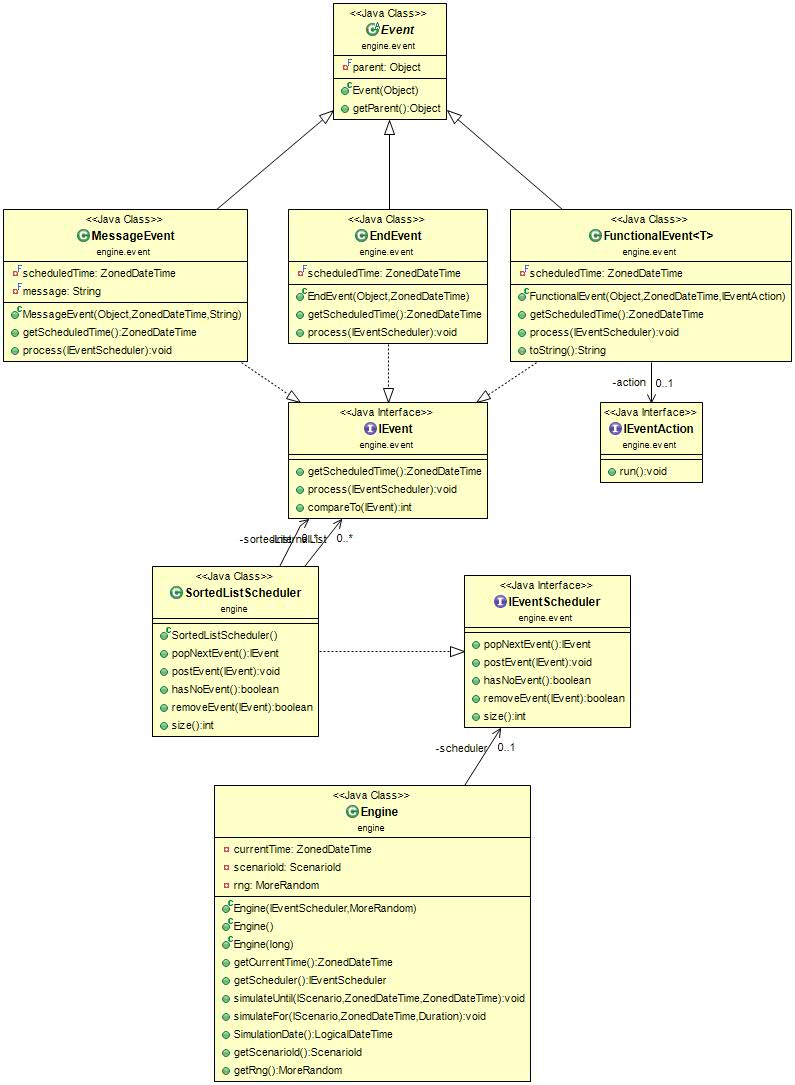 <<Java Class>>
Event
engine.event
parent: Object
Event(Object)
getParent():Object
<<Java Class>>
MessageEvent
engine.event
scheduledTime: ZonedDateTime
message: String
MessageEvent(Object,ZonedDateTime,String)
getScheduledTime():ZonedDateTime
process(IEventScheduler):void
<<Java Class>>
EndEvent
engine.event
scheduledTime: ZonedDateTime
EndEvent(Object,ZonedDateTime)
getScheduledTime():ZonedDateTime
process(IEventScheduler):void
<<Java Class>>
FunctionalEvent<T>
engine.event
scheduledTime: ZonedDateTime
FunctionalEvent(Object,ZonedDateTime,IEventAction)
getScheduledTime():ZonedDateTime
process(IEventScheduler):void
toString():String
-action 0..1
<<Java Interface>>
IEvent
engine.event
getScheduledTime():ZonedDateTime
process(IEventScheduler):void
compareTo(IEvent):int
<<Java Interface>>
IEventAction
engine.event
run():void
0..*
<<Java Class>>
SortedListScheduler
engine
SortedListScheduler()
popNextEvent():IEvent
postEvent(IEvent):void
hasNoEvent():boolean
removeEvent(IEvent):boolean
size():int
<<Java Interface>>
IEventScheduler
engine.event
popNextEvent():IEvent
postEvent(IEvent):void
hasNoEvent():boolean
removeEvent(IEvent):boolean
size():int
-scheduler 0..1
<<Java Class>>
Engine
engine
currentTime: ZonedDateTime
scenarioId: ScenarioId
rng: MoreRandom
Engine(IEventScheduler,MoreRandom)
Engine()
Engine(long)
getCurrentTime():ZonedDateTime
getScheduler():IEventScheduler
simulateUntil(IScenario,ZonedDateTime,ZonedDateTime):void
simulateFor(IScenario,ZonedDateTime,Duration):void
SimulationDate():LogicalDateTime
getScenarioId():ScenarioId
getRng():MoreRandom